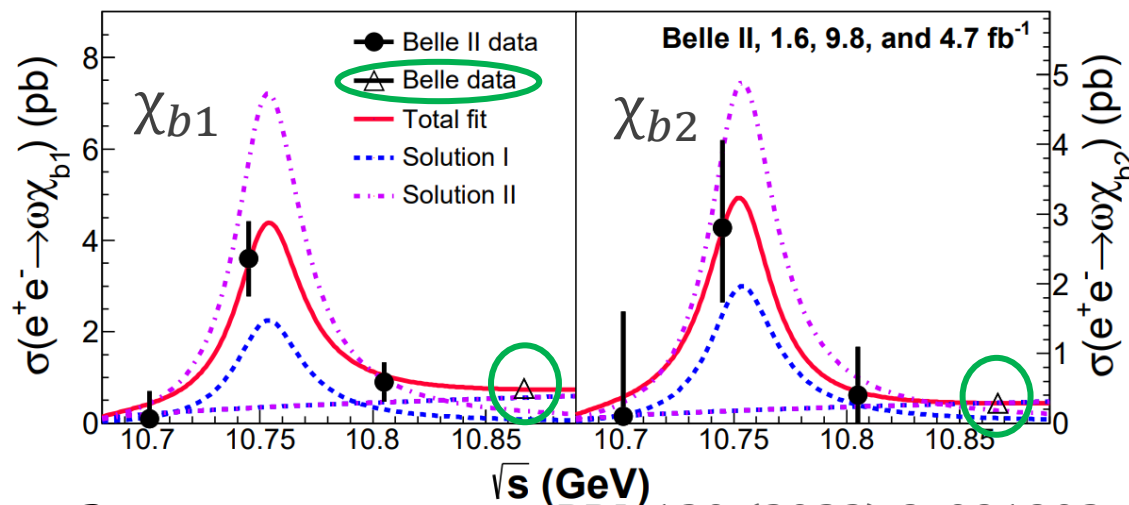 Belle II data
Belle data
Total fit
Solution I
Solution II
χb1
σ(e⁺e⁻→ωχb1) (pb)
8
6
4
2
0
Belle II, 1.6, 9.8, and 4.7 fb⁻¹
χb2
σ(e⁺e⁻→ωχb2) (pb)
5
4
3
2
1
0
10.7 10.75 10.8 10.85 10.7 10.75 10.8 10.85
√s (GeV)